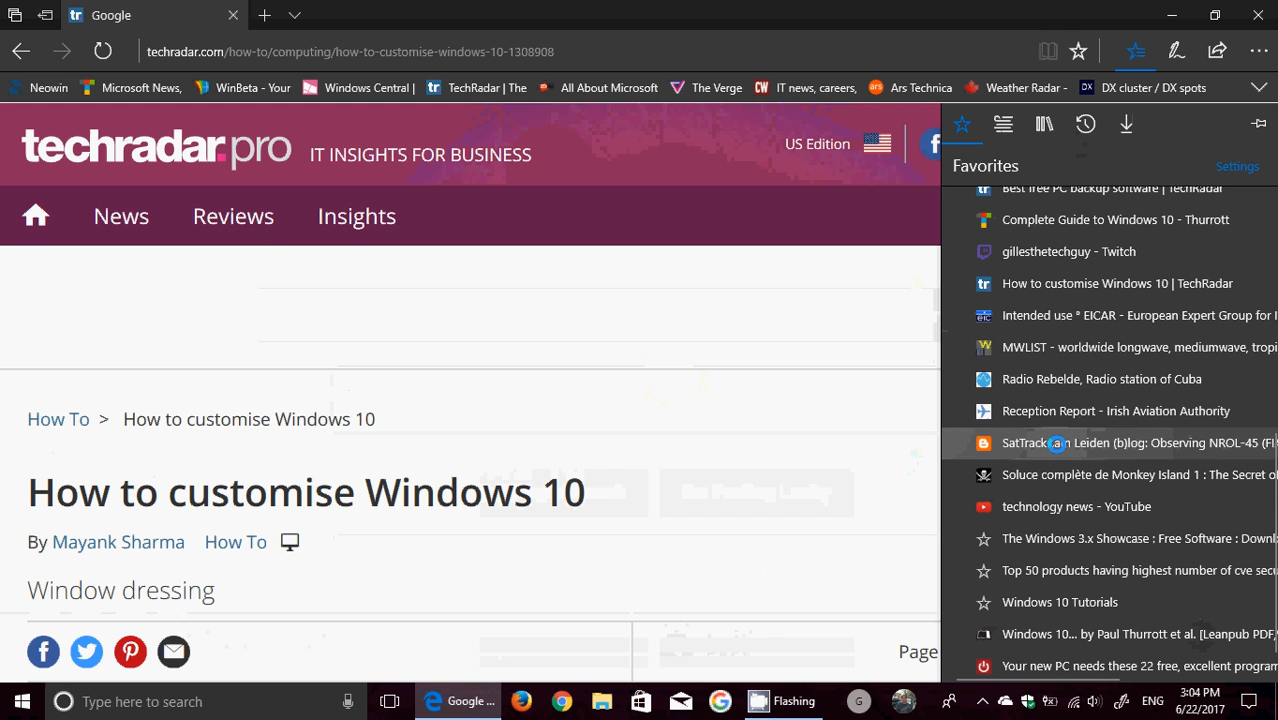 Google
techradar.com/how-to/computing/how-to-customise-windows-10-1308908
Neowin
Microsoft News,
WinBeta - Your
Windows Central |
TechRadar | The
All About Microsoft
The Verge
IT news, careers,
Ars Technica
Weather Radar -
DX cluster / DX spots
techradar.pro
IT INSIGHTS FOR BUSINESS
US Edition
News
Reviews
Insights
How To > How to customise Windows 10
How to customise Windows 10
By Mayank Sharma How To
Window dressing
Page
Favorites
Settings
Best free PC backup software | TechRadar
Complete Guide to Windows 10 - Thurrott
gillesthetechguy - Twitch
How to customise Windows 10 | TechRadar
Intended use ° EICAR - European Expert Group for I
MWLIST - worldwide longwave, mediumwave, tropi
Radio Rebelde, Radio station of Cuba
Reception Report - Irish Aviation Authority
Leiden (b)log: Observing NROL-45 (FI
Soluce complète de Monkey Island 1 : The Secret o
technology news - YouTube
The Windows 3.x Showcase : Free Software : Downl
Top 50 products having highest number of cve secu
Windows 10 Tutorials
Windows 10... by Paul Thurrott et al. [Leanpub PDF,
Your new PC needs these 22 free, excellent program
Type here to search
Google ...
Flashing
G
ENG
3:04 PM
6/22/2017